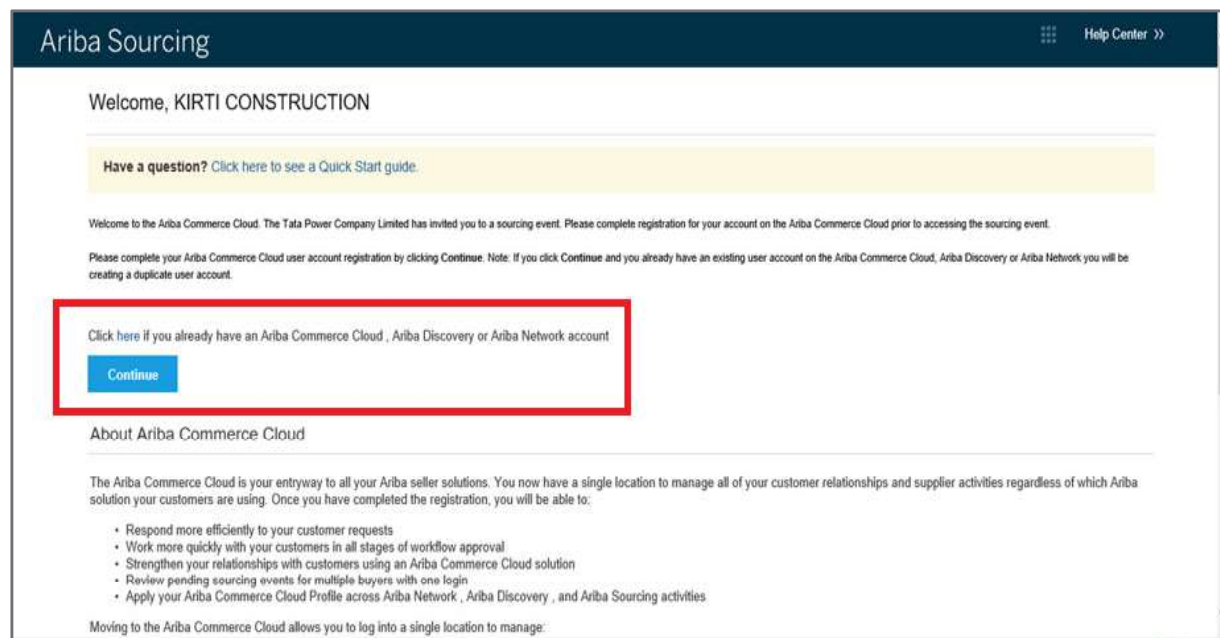 Ariba Sourcing
Help Center »
Welcome, KIRTI CONSTRUCTION
Have a question? Click here to see a Quick Start guide.
Welcome to the Ariba Commerce Cloud. The Tata Power Company Limited has invited you to a sourcing event. Please complete registration for your account on the Ariba Commerce Cloud prior to accessing the sourcing event.
Please complete your Ariba Commerce Cloud user account registration by clicking Continue. Note: If you click Continue and you already have an existing user account on the Ariba Commerce Cloud, Ariba Discovery or Ariba Network you will be
creating a duplicate user account.
Click here if you already have an Ariba Commerce Cloud , Ariba Discovery or Ariba Network account
Continue
About Ariba Commerce Cloud
The Ariba Commerce Cloud is your entryway to all your Ariba seller solutions. You now have a single location to manage all of your customer relationships and supplier activities regardless of which Ariba
solution your customers are using. Once you have completed the registration, you will be able to:
• Respond more efficiently to your customer requests
• Work more quickly with your customers in all stages of workflow approval
• Strengthen your relationships with customers using an Ariba Commerce Cloud solution
• Review pending sourcing events for multiple buyers with one login
• Apply your Ariba Commerce Cloud Profile across Ariba Network , Ariba Discovery , and Ariba Sourcing activities
Moving to the Ariba Commerce Cloud allows you to log into a single location to manage: